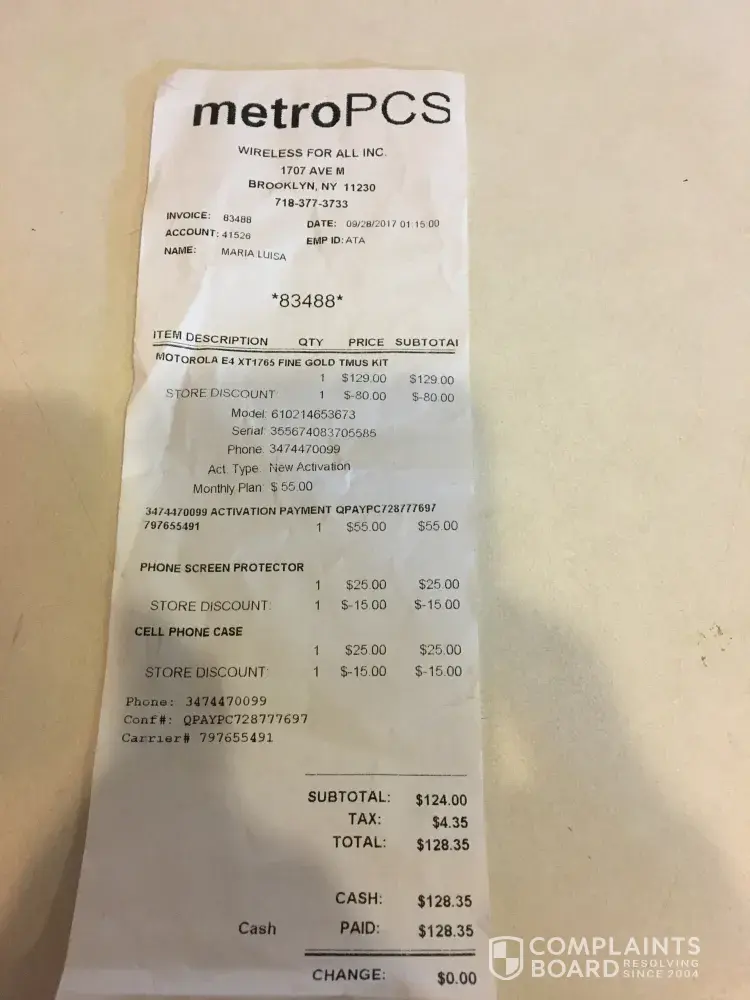 metroPCS
WIRELESS FOR ALL INC.
1707 AVE M
BROOKLYN, NY 11230
718-377-3733
INVOICE: 83488 DATE: 09/28/2017 01:15:00
ACCOUNT: 41526 EMP ID: ATA
NAME: MARIA LUISA
*83488*
ITEM DESCRIPTION QTY PRICE SUBTOTAL
MOTOROLA E4 XT1765 FINE GOLD TMUS KIT
1 $129.00 $129.00
STORE DISCOUNT 1 $-80.00 $-80.00
Model: 610214653673
Serial: 355674083705585
Phone: 3474470099
Act. Type: New Activation
Monthly Plan: $ 55.00
3474470099 ACTIVATION PAYMENT QPAYPC728777697
797655491 1 $55.00 $55.00
PHONE SCREEN PROTECTOR
1 $25.00 $25.00
STORE DISCOUNT: 1 $-15.00 $-15.00
CELL PHONE CASE
1 $25.00 $25.00
STORE DISCOUNT: 1 $-15.00 $-15.00
Phone: 3474470099
Conf#: QPAYPC728777697
Carrier# 797655491
SUBTOTAL: $124.00
TAX: $4.35
TOTAL: $128.35
CASH: $128.35
Cash PAID: $128.35
CHANGE: $0.00
COMPLAINTS
BOARD RESOLVING
SINCE 2004